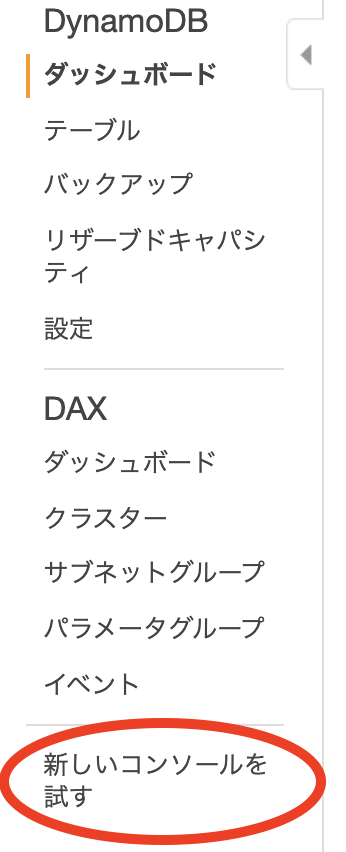 DynamoDB
ダッシュボード
テーブル
バックアップ
リザーブドキャパシ
ティ
設定
DAX
ダッシュボード
クラスター
サブネットグループ
パラメータグループ
イベント
新しいコンソールを
試す